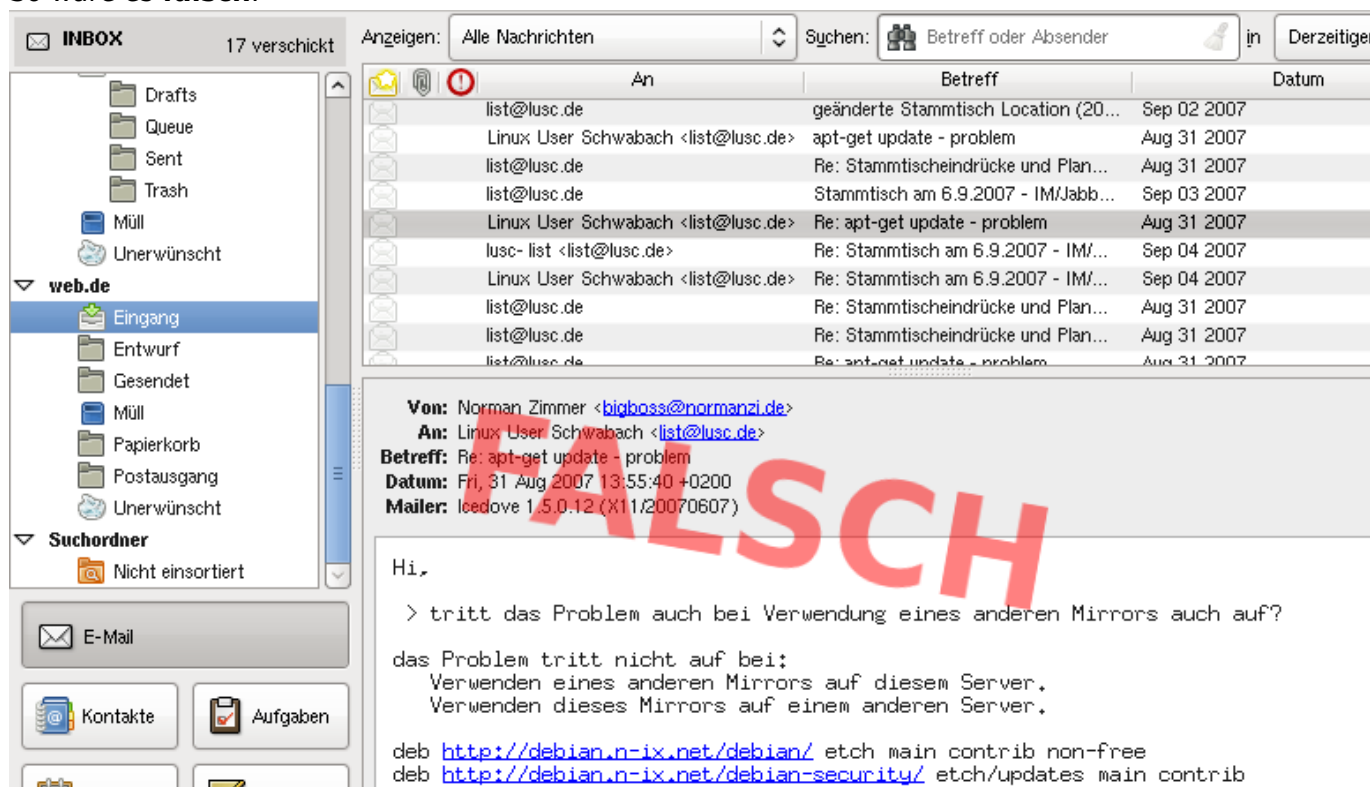 INBOX 17 verschickt
Anzeigen: Alle Nachrichten Suchen: Betreff oder Absender in
An Betreff Datum
Drafts
Queue
Sent
Trash
Müll
Unerwünscht
web.de
Eingang
Entwurf
Gesendet
Müll
Papierkorb
Postausgang
Unerwünscht
Suchordner
Nicht einsortiert
E-Mail
Kontakte Aufgaben
list@lusc.de geänderte Stammtisch Location (20... Sep 02 2007
Linux User Schwabach <list@lusc.de> apt-get update - problem Aug 31 2007
list@lusc.de Re: Stammtischeindrücke und Plan... Aug 31 2007
list@lusc.de Stammtisch am 6.9.2007 - IM/Jabb... Sep 03 2007
Linux User Schwabach <list@lusc.de> Re: apt-get update - problem Aug 31 2007
lusc- list <list@lusc.de> Re: Stammtisch am 6.9.2007 - IM/... Sep 04 2007
Linux User Schwabach <list@lusc.de> Re: Stammtisch am 6.9.2007 - IM/... Sep 04 2007
list@lusc.de Re: Stammtischeindrücke und Plan... Aug 31 2007
list@lusc.de Re: Stammtischeindrücke und Plan... Aug 31 2007
list@lusc.de Re: apt-get update - problem Aug 31 2007
Von: Norman Zimmer <bigboss@normanzi.de>
An: Linux User Schwabach <list@lusc.de>
Betreff: Re: apt-get update - problem
Datum: Fri, 31 Aug 2007 13:55:40 +0200
Mailer: Icedove 1.5.0.12 (X11/20070607)
FALSCH
Hi,
> tritt das Problem auch bei Verwendung eines anderen Mirrors auch auf?
das Problem tritt nicht auf bei:
Verwenden eines anderen Mirrors auf diesem Server.
Verwenden dieses Mirrors auf einem anderen Server.
deb http://debian.n-ix.net/debian/ etch main contrib non-free
deb http://debian.n-ix.net/debian-security/ etch/updates main contrib